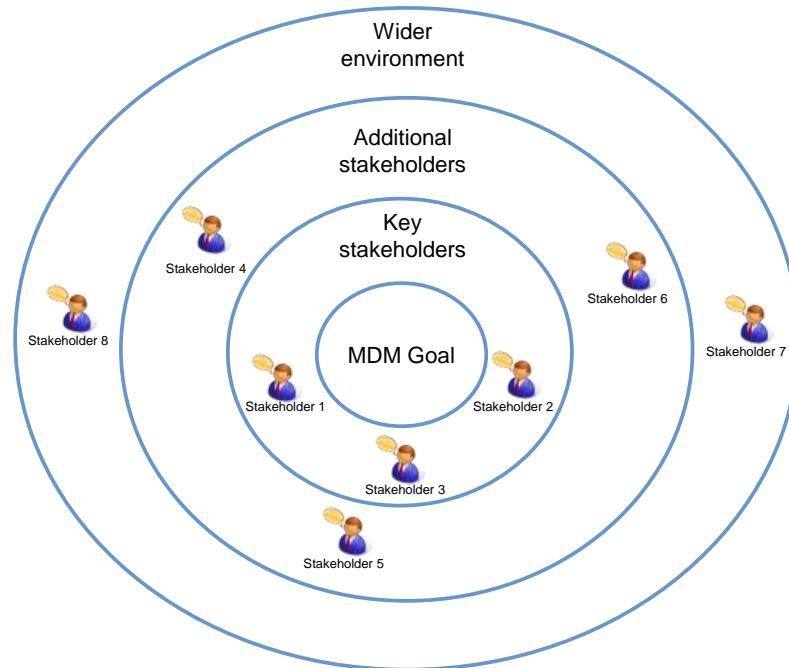 Wider
environment
Additional
stakeholders
Key
stakeholders
Stakeholder 4
Stakeholder 6
Stakeholder 8
Stakeholder 7
MDM Goal
Stakeholder 1
Stakeholder 2
Stakeholder 3
Stakeholder 5